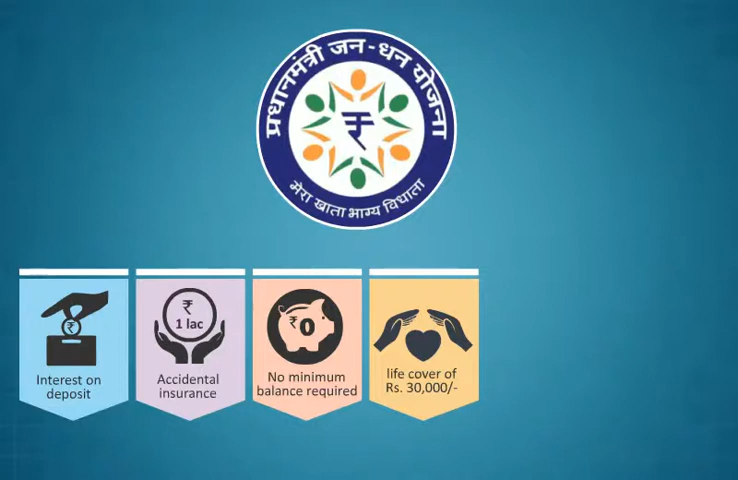 प्रधानमंत्री जन-धन योजना
₹
मेरा खाता भाग्य विधाता
₹
Interest on
deposit
₹
1 lac
Accidental
insurance
₹0
No minimum
balance required
life cover of
Rs. 30,000/-